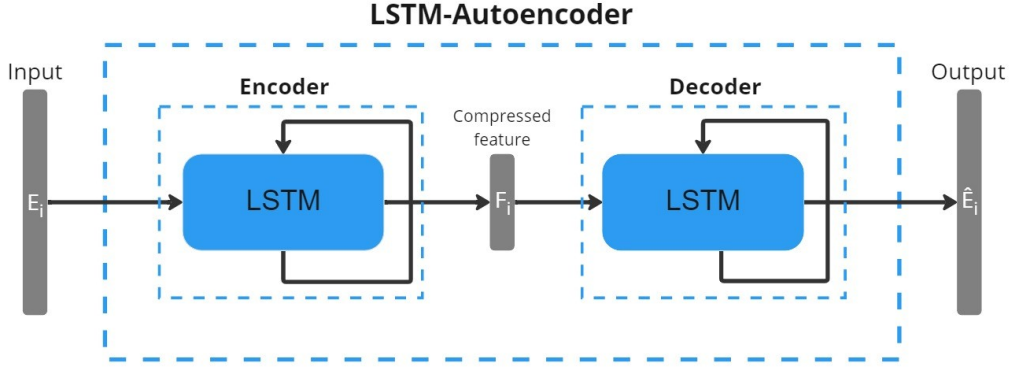 LSTM-Autoencoder
Input
Encoder
Decoder
Output
Compressed
feature
Eᵢ
LSTM
Fᵢ
LSTM
Êᵢ